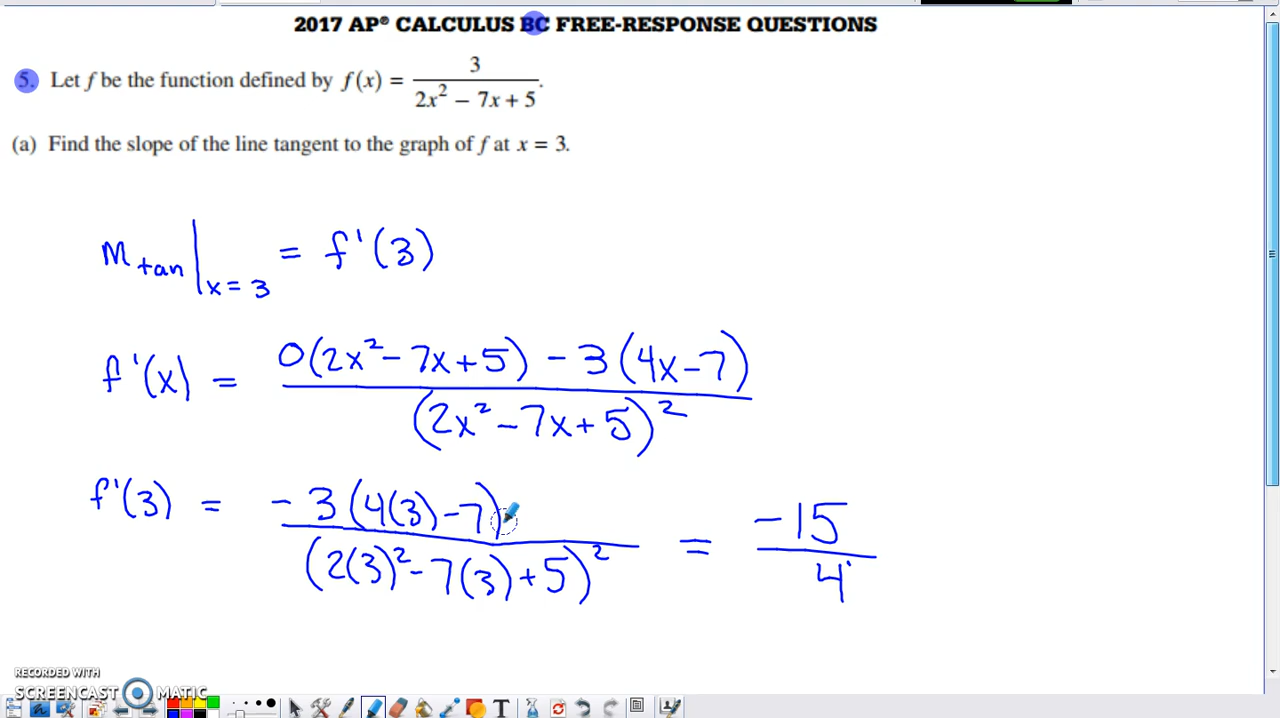 2017 AP® CALCULUS BC FREE-RESPONSE QUESTIONS
5. Let f be the function defined by f(x) = 3 / (2x² − 7x + 5).
(a) Find the slope of the line tangent to the graph of f at x = 3.
m tan | x = 3 = f'(3)
f'(x) = 0(2x² − 7x + 5) − 3(4x − 7) / (2x² − 7x + 5)²
f'(3) = −3(4(3) − 7) / (2(3)² − 7(3) + 5)² = −15 / 4
RECORDED WITH
SCREENCAST MATIC